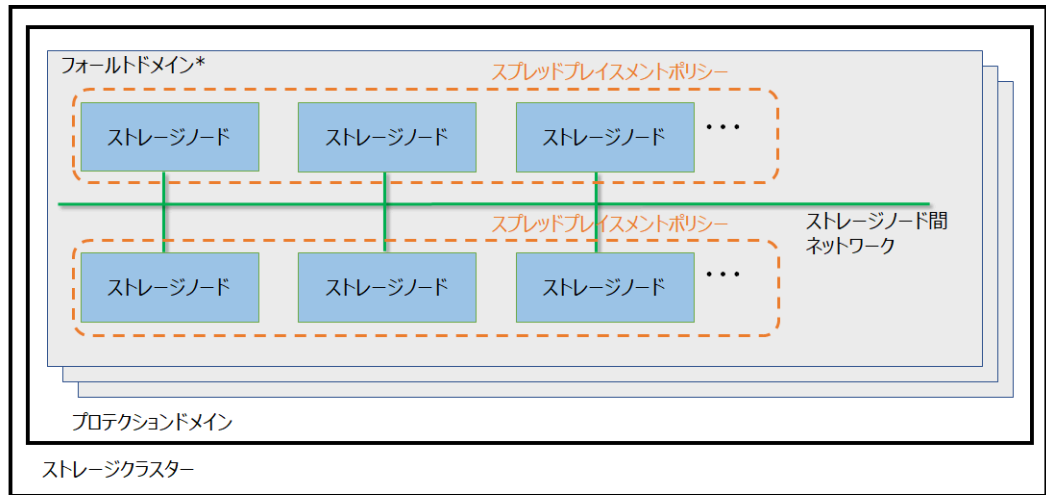 フォールトドメイン*
スプレッドプレイスメントポリシー
ストレージノード
ストレージノード
ストレージノード
・・・
スプレッドプレイスメントポリシー
ストレージノード間
ネットワーク
ストレージノード
ストレージノード
ストレージノード
・・・
プロテクションドメイン
ストレージクラスター